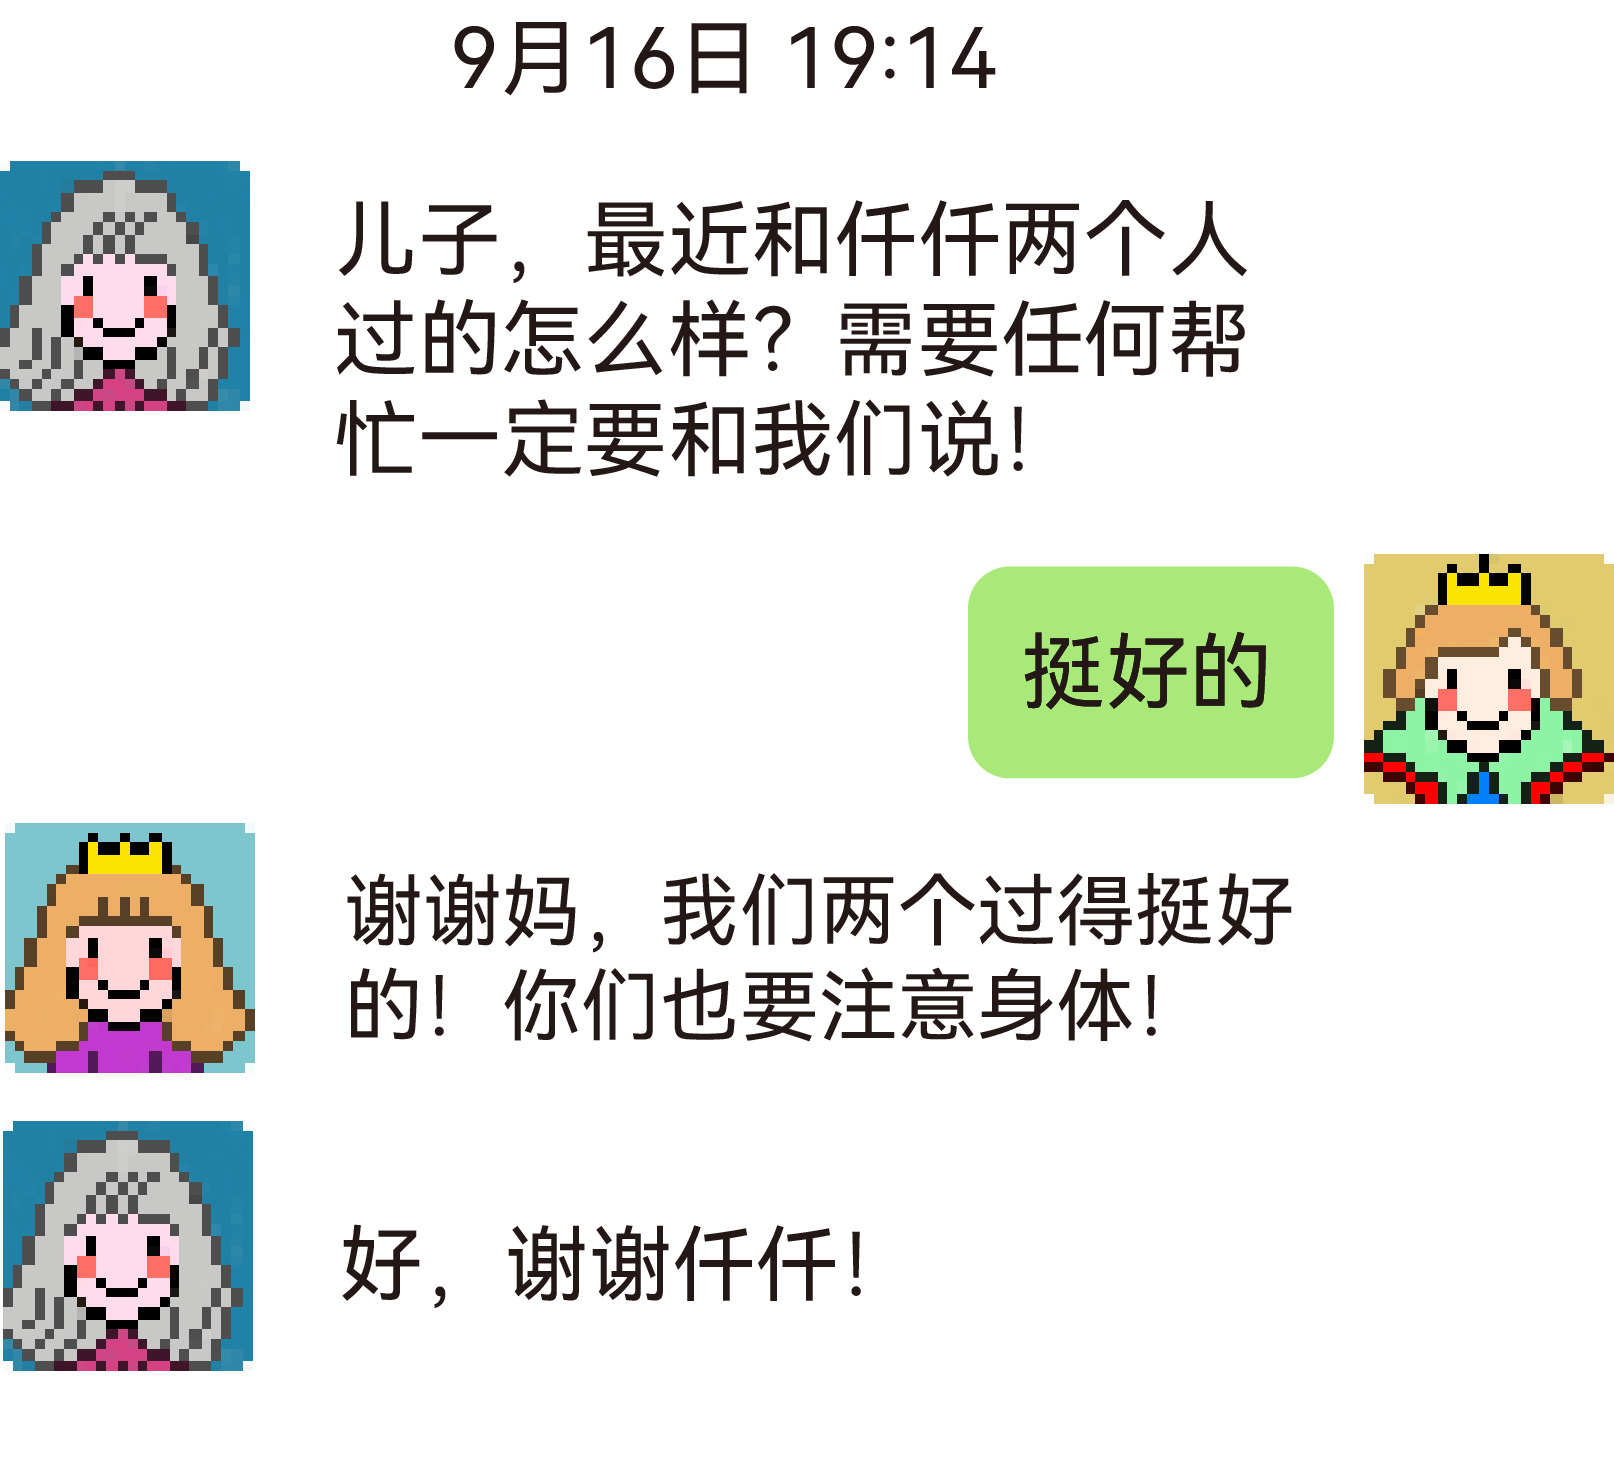 9月16日 19:14
儿子，最近和仟仟两个人
过的怎么样？需要任何帮
忙一定要和我们说！
挺好的
谢谢妈，我们两个过得挺好
的！你们也要注意身体！
好，谢谢仟仟！